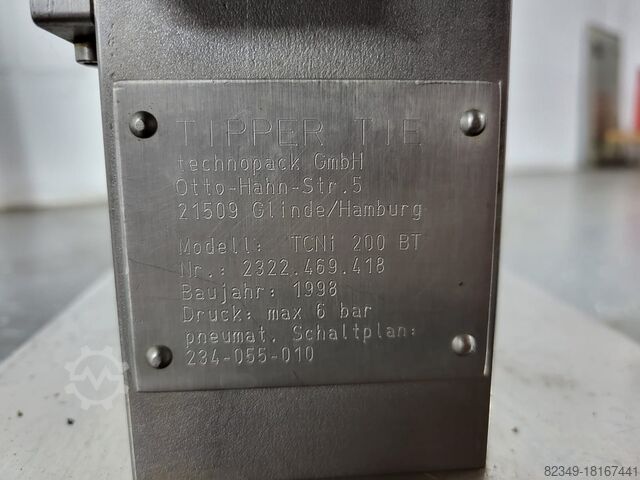 TIPPER TIE
technopack GmbH
Otto-Hahn-Str.5
21509 Glinde/Hamburg
Modell: TCNi 200 BT
Nr.: 2322.469.418
Baujahr: 1998
Druck: max 6 bar
pneumat. Schaltplan:
234-055-010
82349-18167441